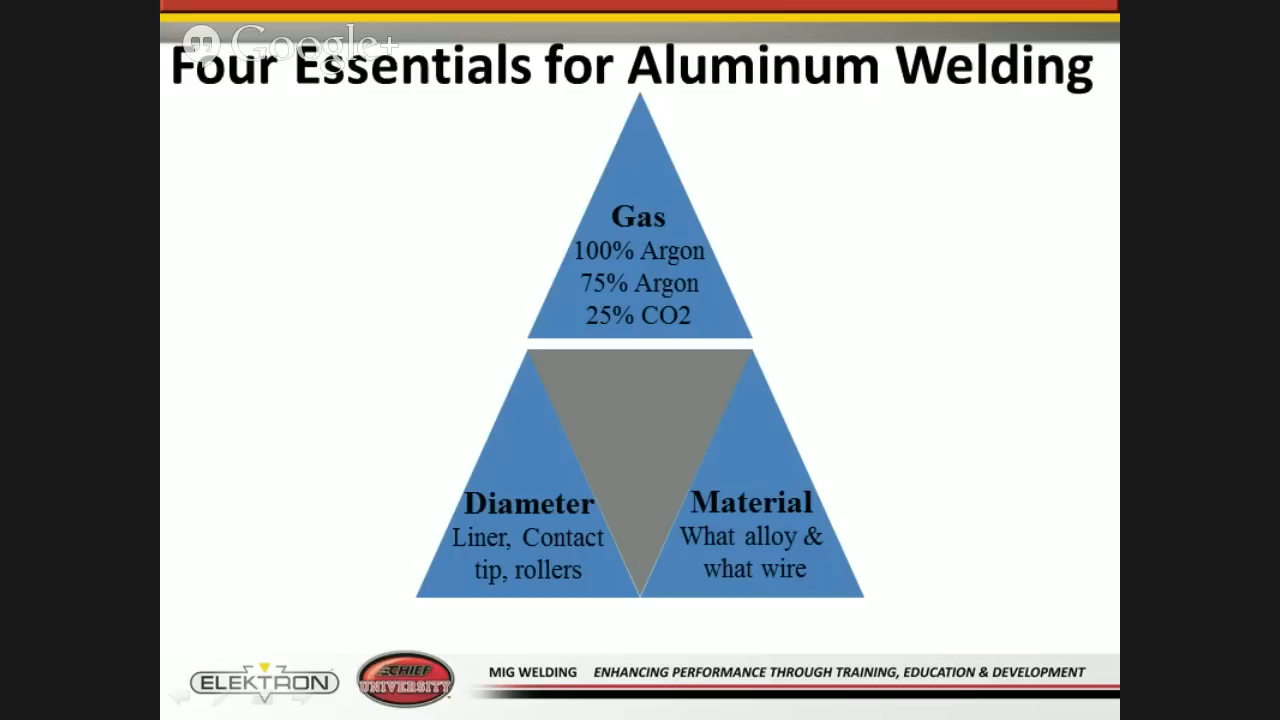 Google+
Four Essentials for Aluminum Welding
Gas
100% Argon
75% Argon
25% CO2
Diameter
Liner, Contact
tip, rollers
Material
What alloy &
what wire
ELEKTRON
CHIEF
UNIVERSITY
MIG WELDING ENHANCING PERFORMANCE THROUGH TRAINING, EDUCATION & DEVELOPMENT